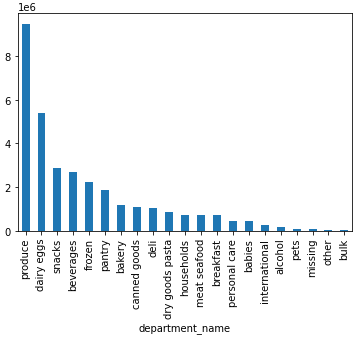 1e6
8
6
4
2
0
produce
dairy eggs
snacks
beverages
frozen
pantry
bakery
canned goods
deli
dry goods pasta
households
meat seafood
breakfast
personal care
babies
international
alcohol
pets
missing
other
bulk
department_name